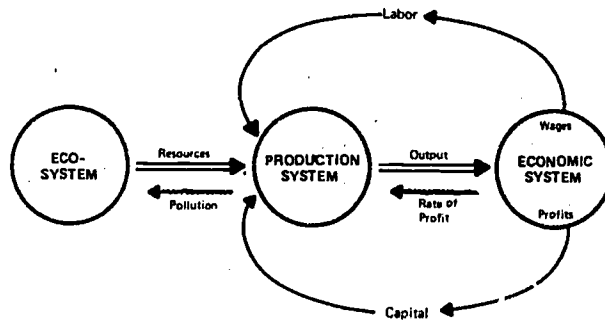 Labor
Wages
ECO-
SYSTEM
Resources
Pollution
PRODUCTION
SYSTEM
Output
Rate of
Profit
ECONOMIC
SYSTEM
Profits
Capital